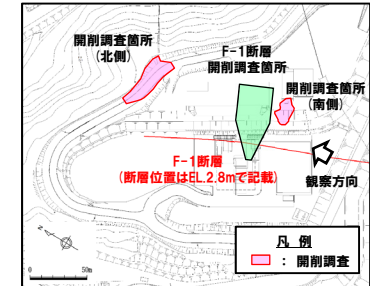 開削調査箇所
(北側)
F-1断層
開削調査箇所
開削調査箇所
(南側)
F-1断層
(断層位置はEL.2.8mで記載)
観察方向
凡 例
: 開削調査
N
0 50m